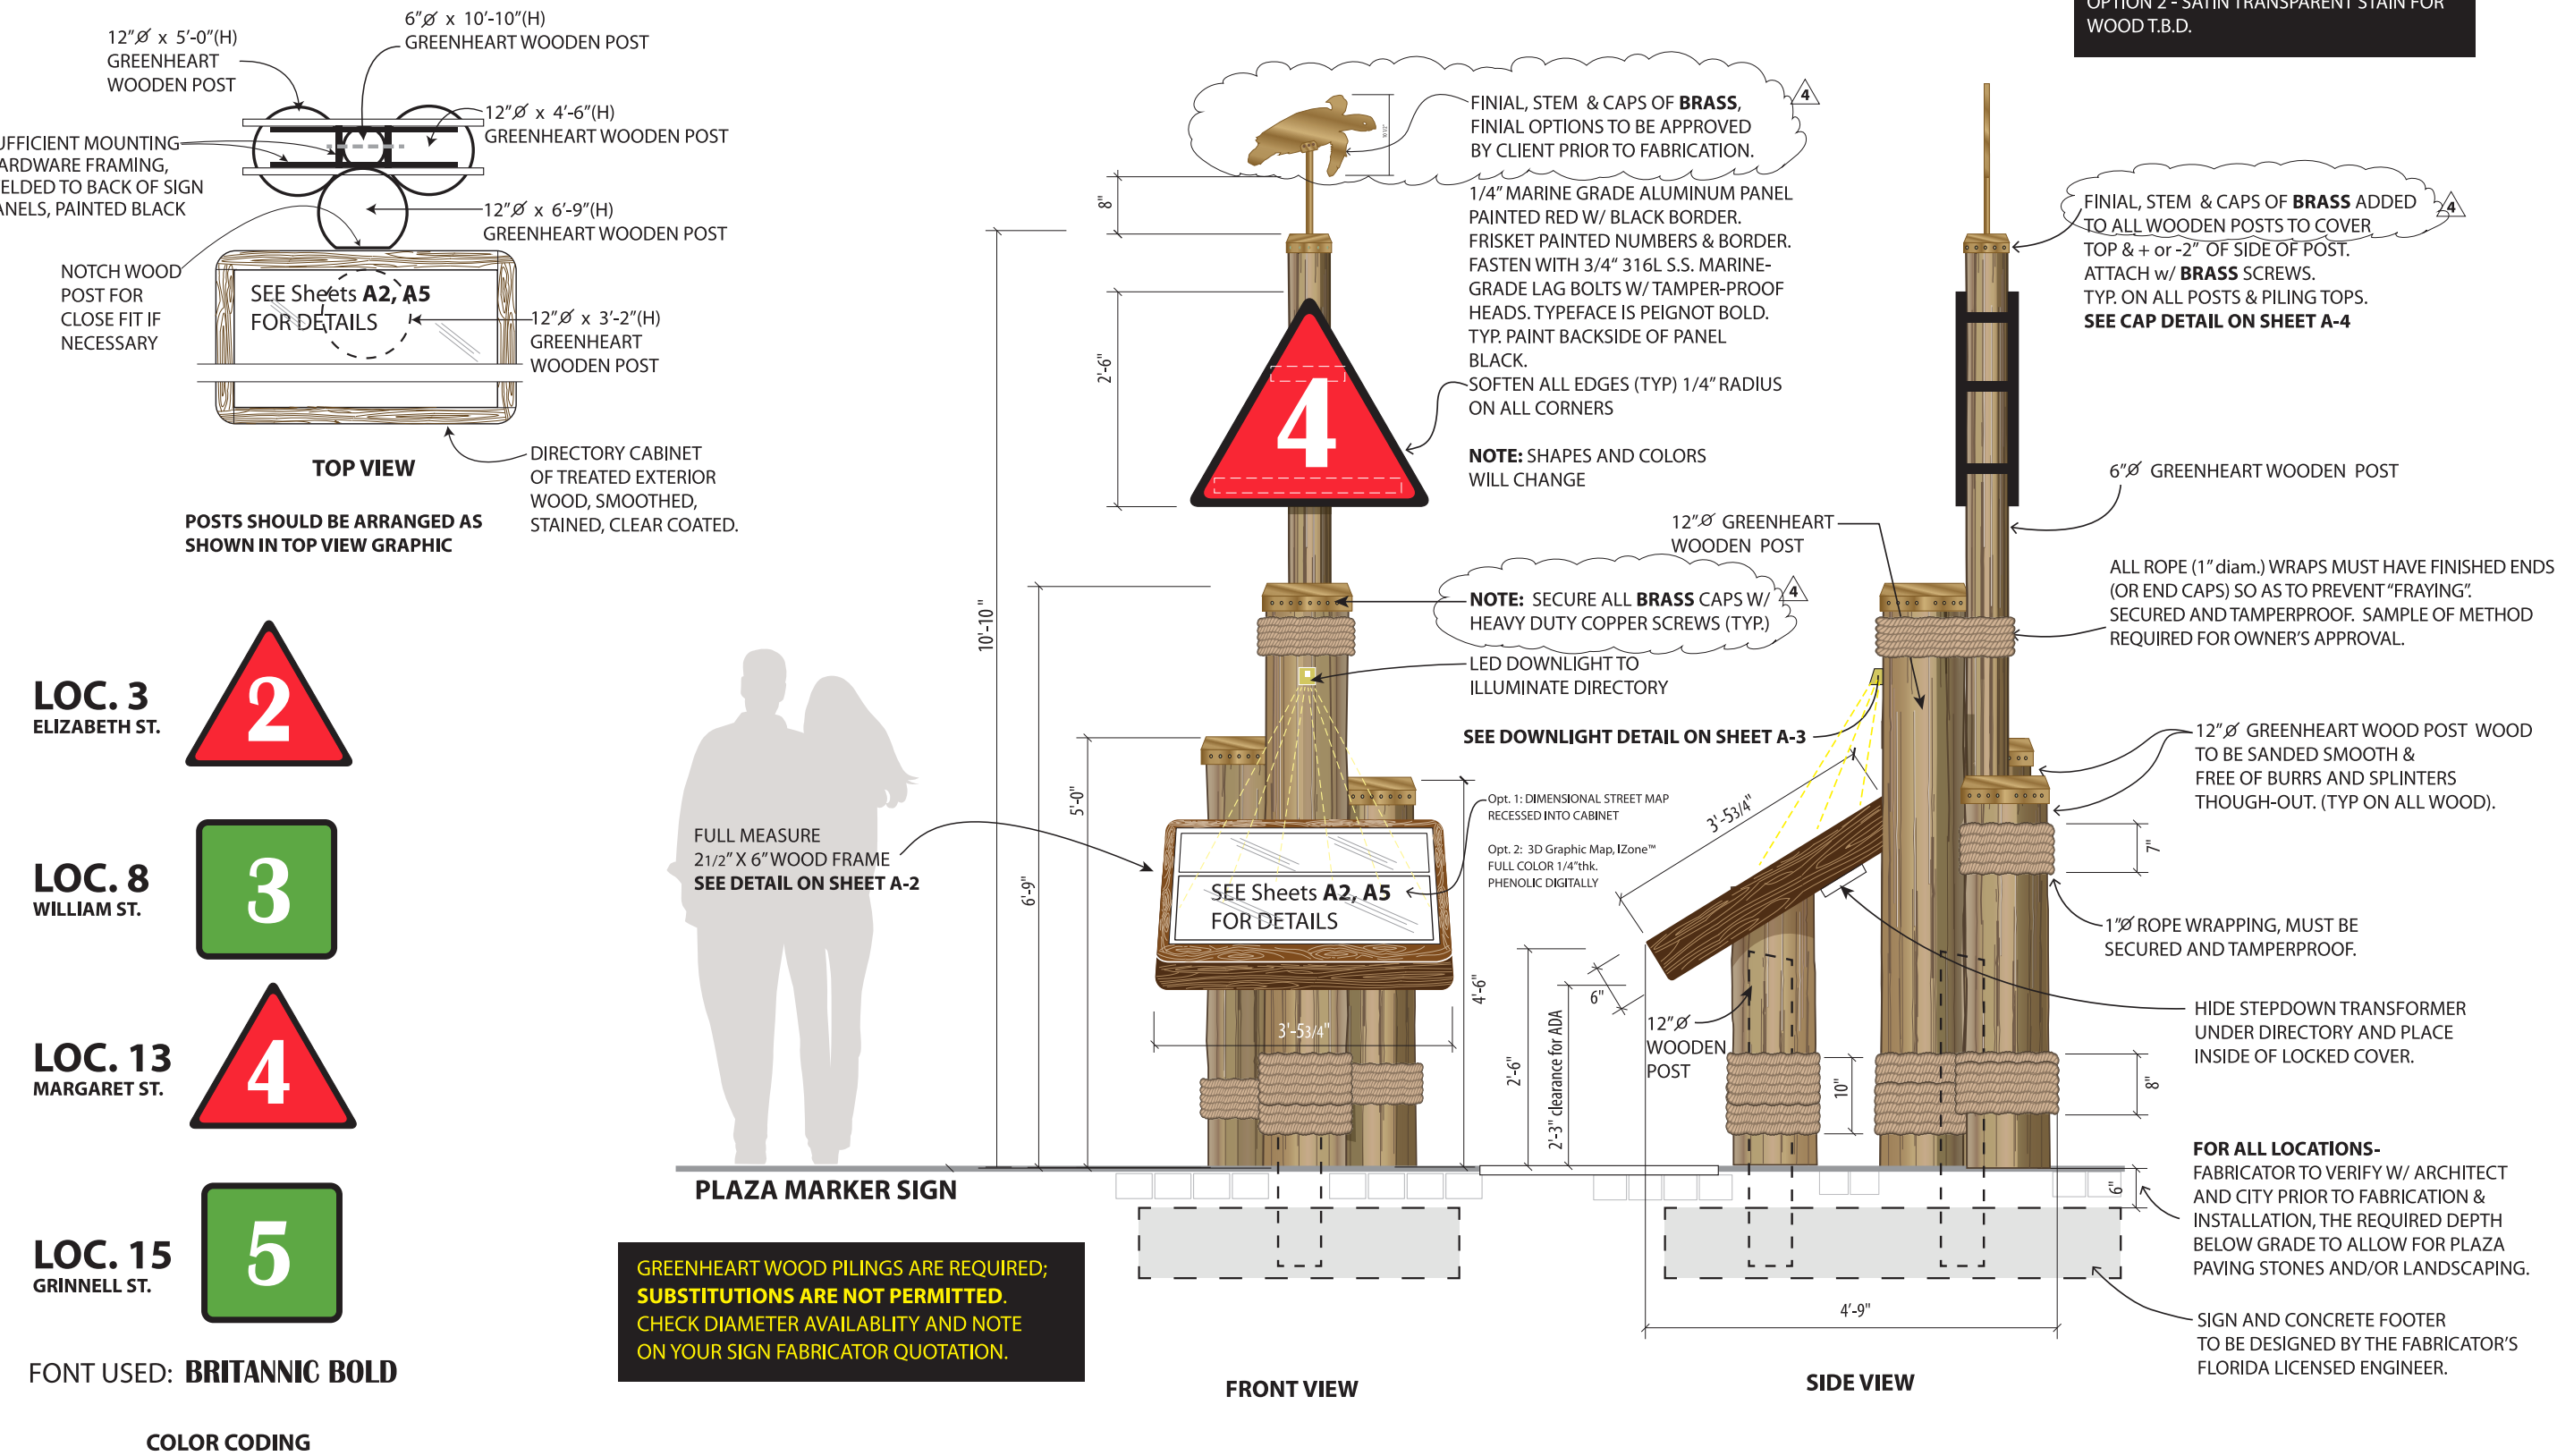 OPTION 2 - SATIN TRANSPARENT STAIN FOR
WOOD T.B.D.
12"Ø x 5'-0"(H)
GREENHEART
WOODEN POST
6"Ø x 10'-10"(H)
GREENHEART WOODEN POST
12"Ø x 4'-6"(H)
GREENHEART WOODEN POST
UFFICIENT MOUNTING
ARDWARE FRAMING,
ELDED TO BACK OF SIGN
ANELS, PAINTED BLACK
12"Ø x 6'-9"(H)
GREENHEART WOODEN POST
NOTCH WOOD
POST FOR
CLOSE FIT IF
NECESSARY
SEE Sheets A2, A5
FOR DETAILS
12"Ø x 3'-2"(H)
GREENHEART
WOODEN POST
DIRECTORY CABINET
OF TREATED EXTERIOR
WOOD, SMOOTHED,
STAINED, CLEAR COATED.
TOP VIEW
POSTS SHOULD BE ARRANGED AS
SHOWN IN TOP VIEW GRAPHIC
LOC. 3
ELIZABETH ST.
2
LOC. 8
WILLIAM ST.
3
LOC. 13
MARGARET ST.
4
LOC. 15
GRINNELL ST.
5
FONT USED: BRITANNIC BOLD
COLOR CODING
FULL MEASURE
2 1/2" X 6" WOOD FRAME
SEE DETAIL ON SHEET A-2
PLAZA MARKER SIGN
GREENHEART WOOD PILINGS ARE REQUIRED;
SUBSTITUTIONS ARE NOT PERMITTED.
CHECK DIAMETER AVAILABLITY AND NOTE
ON YOUR SIGN FABRICATOR QUOTATION.
FINIAL, STEM & CAPS OF BRASS,
FINIAL OPTIONS TO BE APPROVED
BY CLIENT PRIOR TO FABRICATION.
4
1/4" MARINE GRADE ALUMINUM PANEL
PAINTED RED W/ BLACK BORDER.
FRISKET PAINTED NUMBERS & BORDER.
FASTEN WITH 3/4" 316L S.S. MARINE-
GRADE LAG BOLTS W/ TAMPER-PROOF
HEADS. TYPEFACE IS PEIGNOT BOLD.
TYP. PAINT BACKSIDE OF PANEL
BLACK.
SOFTEN ALL EDGES (TYP) 1/4" RADIUS
ON ALL CORNERS
NOTE: SHAPES AND COLORS
WILL CHANGE
8"
2'-6"
4
10'-10 "
6'-9"
5'-0"
4'-6"
NOTE: SECURE ALL BRASS CAPS W/
HEAVY DUTY COPPER SCREWS (TYP.)
4
LED DOWNLIGHT TO
ILLUMINATE DIRECTORY
SEE DOWNLIGHT DETAIL ON SHEET A-3
Opt. 1: DIMENSIONAL STREET MAP
RECESSED INTO CABINET
Opt. 2: 3D Graphic Map, IZone™
FULL COLOR 1/4"thk.
PHENOLIC DIGITALLY
SEE Sheets A2, A5
FOR DETAILS
3'-53/4"
FRONT VIEW
FINIAL, STEM & CAPS OF BRASS ADDED
TO ALL WOODEN POSTS TO COVER
TOP & + or -2" OF SIDE OF POST.
ATTACH w/ BRASS SCREWS.
TYP. ON ALL POSTS & PILING TOPS.
SEE CAP DETAIL ON SHEET A-4
4
6"Ø GREENHEART WOODEN POST
12"Ø GREENHEART
WOODEN POST
ALL ROPE (1" diam.) WRAPS MUST HAVE FINISHED ENDS
(OR END CAPS) SO AS TO PREVENT "FRAYING".
SECURED AND TAMPERPROOF. SAMPLE OF METHOD
REQUIRED FOR OWNER'S APPROVAL.
12"Ø GREENHEART WOOD POST WOOD
TO BE SANDED SMOOTH &
FREE OF BURRS AND SPLINTERS
THOUGH-OUT. (TYP ON ALL WOOD).
3'-53/4"
7"
1"Ø ROPE WRAPPING, MUST BE
SECURED AND TAMPERPROOF.
6"
2'-6"
2'-3" clearance for ADA
12"Ø
WOODEN
POST
10"
HIDE STEPDOWN TRANSFORMER
UNDER DIRECTORY AND PLACE
INSIDE OF LOCKED COVER.
8"
6"
FOR ALL LOCATIONS-
FABRICATOR TO VERIFY W/ ARCHITECT
AND CITY PRIOR TO FABRICATION &
INSTALLATION, THE REQUIRED DEPTH
BELOW GRADE TO ALLOW FOR PLAZA
PAVING STONES AND/OR LANDSCAPING.
4'-9"
SIGN AND CONCRETE FOOTER
TO BE DESIGNED BY THE FABRICATOR'S
FLORIDA LICENSED ENGINEER.
SIDE VIEW